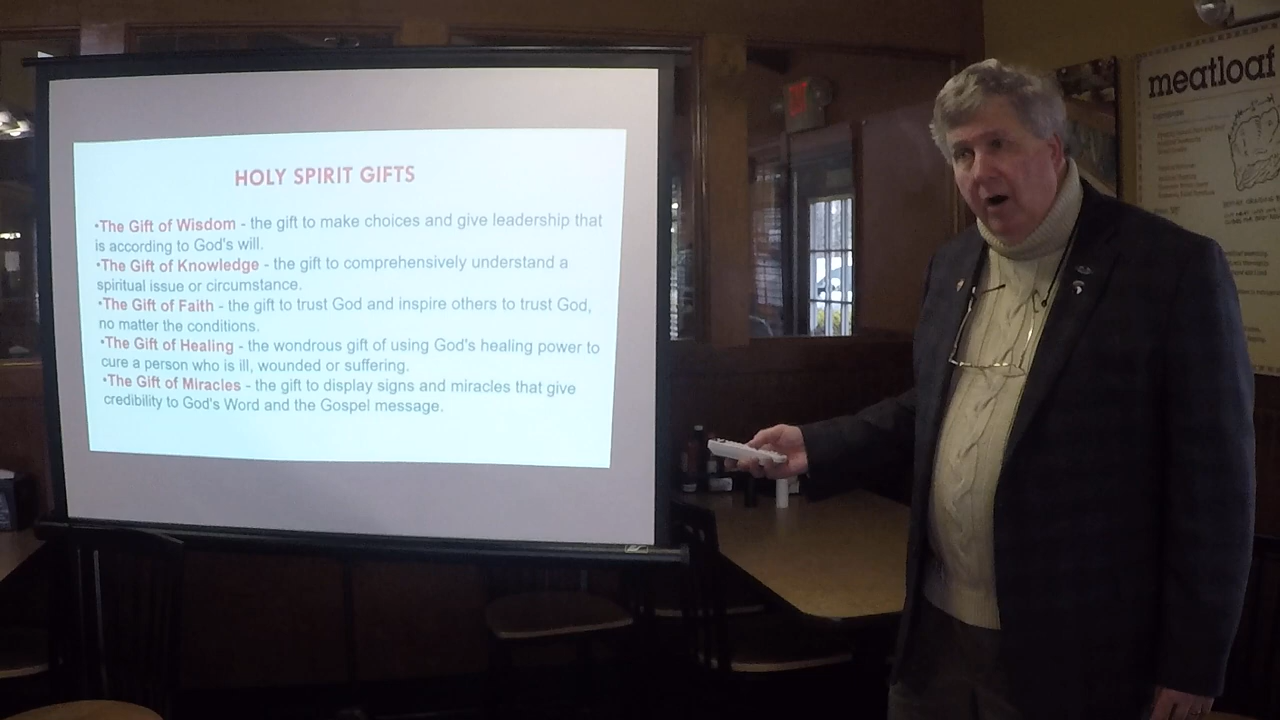 HOLY SPIRIT GIFTS
•The Gift of Wisdom - the gift to make choices and give leadership that
is according to God's will.
•The Gift of Knowledge - the gift to comprehensively understand a
spiritual issue or circumstance.
•The Gift of Faith - the gift to trust God and inspire others to trust God,
no matter the conditions.
•The Gift of Healing - the wondrous gift of using God's healing power to
cure a person who is ill, wounded or suffering.
•The Gift of Miracles - the gift to display signs and miracles that give
credibility to God's Word and the Gospel message.
meatloaf